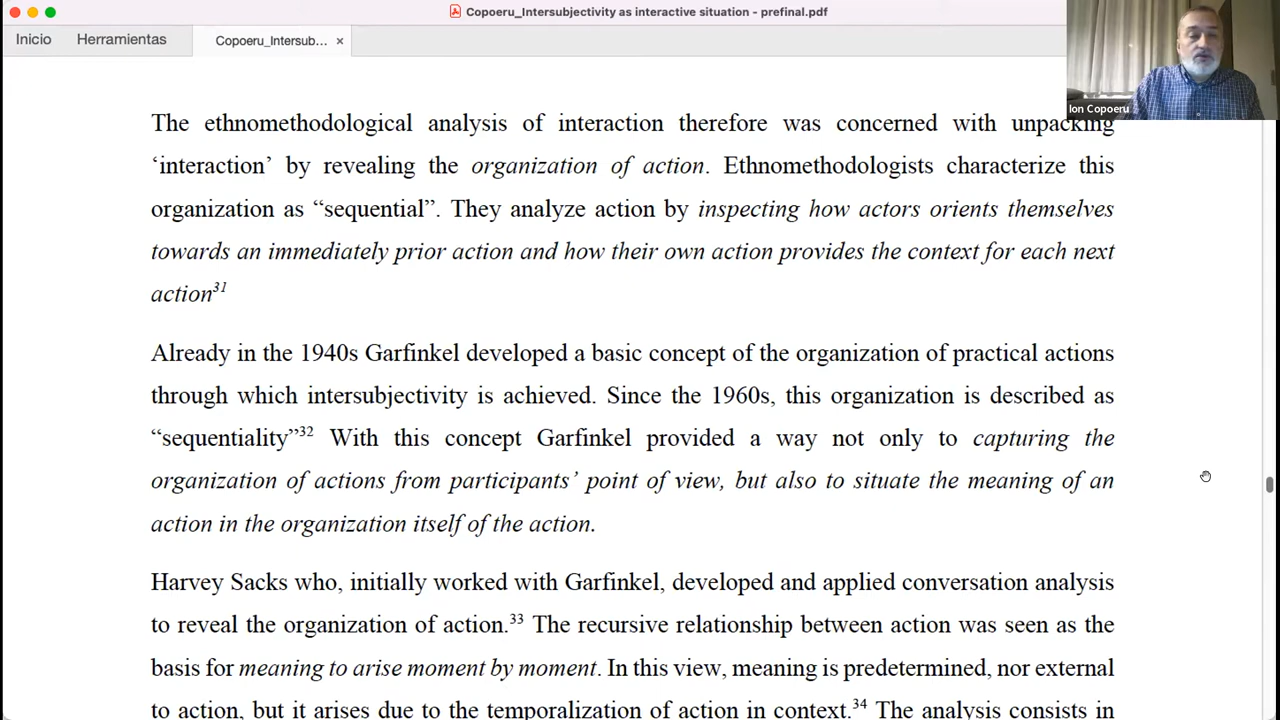 Copoeru_Intersubjectivity as interactive situation - prefinal.pdf
Inicio Herramientas Copoeru_Intersub... ×
Ion Copoeru
The ethnomethodological analysis of interaction therefore was concerned with unpacking
‘interaction’ by revealing the organization of action. Ethnomethodologists characterize this
organization as “sequential”. They analyze action by inspecting how actors orients themselves
towards an immediately prior action and how their own action provides the context for each next
action31
Already in the 1940s Garfinkel developed a basic concept of the organization of practical actions
through which intersubjectivity is achieved. Since the 1960s, this organization is described as
“sequentiality”32 With this concept Garfinkel provided a way not only to capturing the
organization of actions from participants’ point of view, but also to situate the meaning of an
action in the organization itself of the action.
Harvey Sacks who, initially worked with Garfinkel, developed and applied conversation analysis
to reveal the organization of action.33 The recursive relationship between action was seen as the
basis for meaning to arise moment by moment. In this view, meaning is predetermined, nor external
to action, but it arises due to the temporalization of action in context.34 The analysis consists in